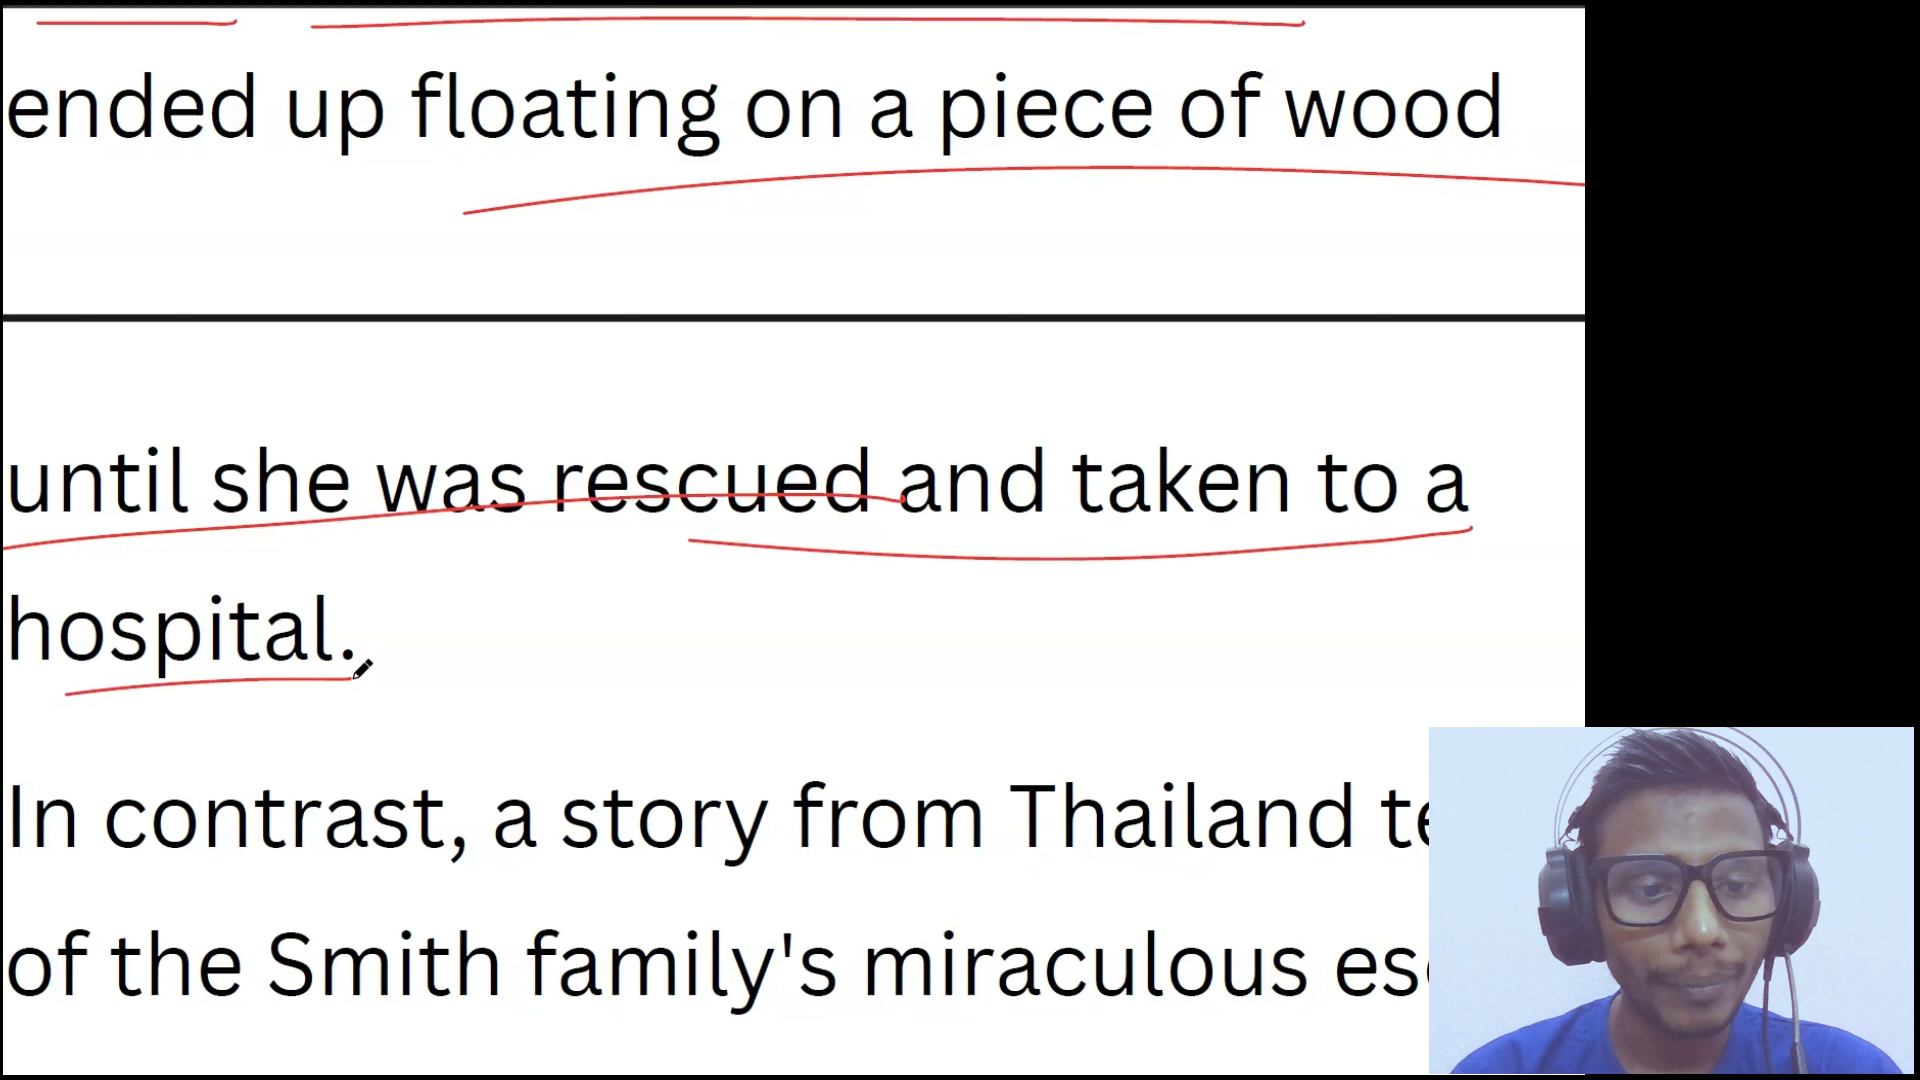 ended up floating on a piece of wood
until she was rescued and taken to a
hospital.
In contrast, a story from Thailand
of the Smith family's miraculous